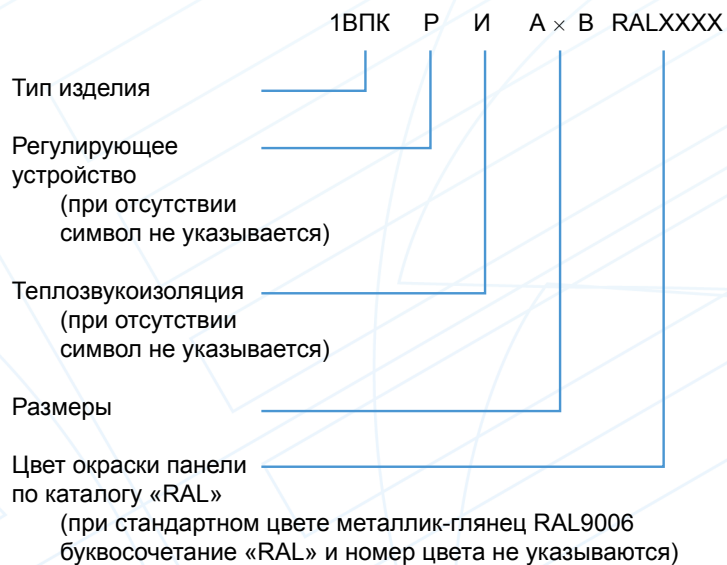 1ВПК Р И А × В RALXXXX
Тип изделия
Регулирующее
устройство
(при отсутствии
символ не указывается)
Теплозвукоизоляция
(при отсутствии
символ не указывается)
Размеры
Цвет окраски панели
по каталогу «RAL»
(при стандартном цвете металлик-глянец RAL9006
буквосочетание «RAL» и номер цвета не указываются)